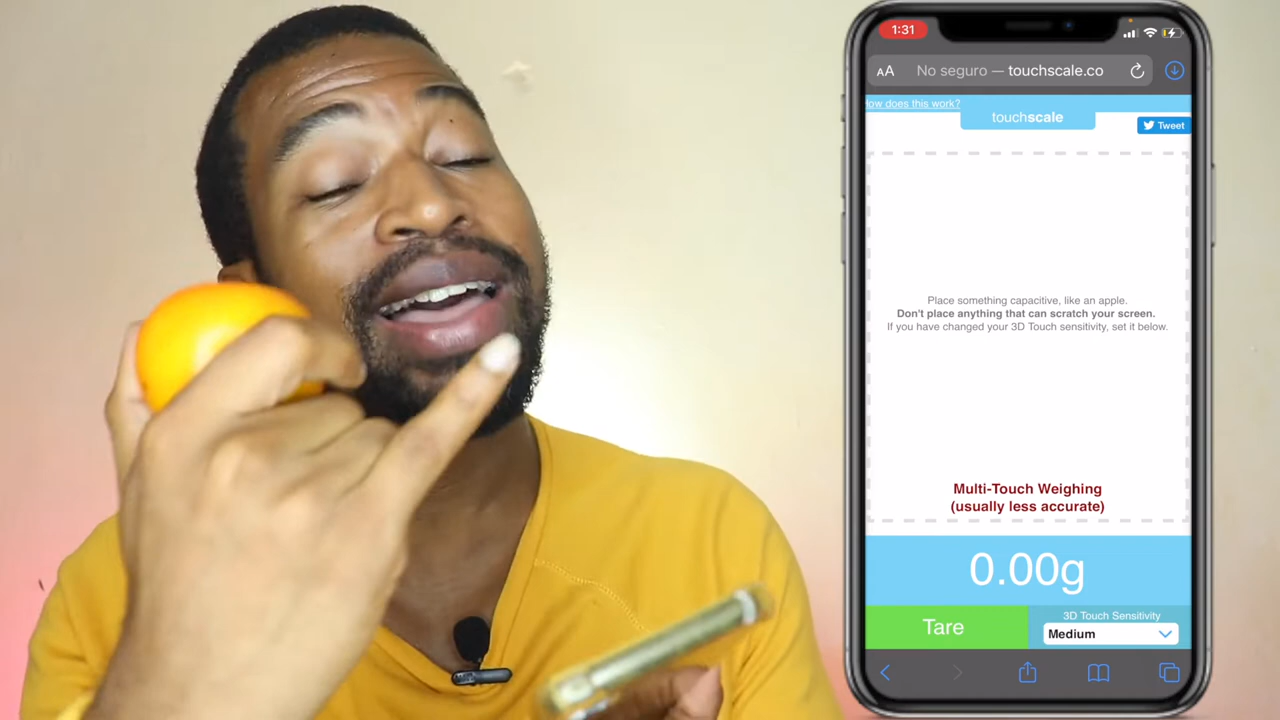 1:31
AA No seguro — touchscale.co
How does this work?
touchscale
Tweet
Place something capacitive, like an apple.
Don't place anything that can scratch your screen.
If you have changed your 3D Touch sensitivity, set it below.
Multi-Touch Weighing
(usually less accurate)
0.00g
Tare
3D Touch Sensitivity
Medium